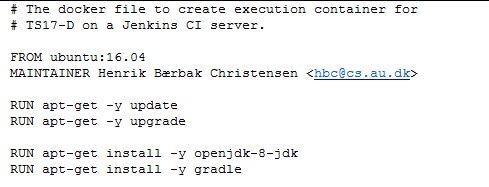 # The docker file to create execution container for
# TS17-D on a Jenkins CI server.
FROM ubuntu:16.04
MAINTAINER Henrik Bærbak Christensen <hbc@cs.au.dk>
RUN apt-get -y update
RUN apt-get -y upgrade
RUN apt-get install -y openjdk-8-jdk
RUN apt-get install -y gradle